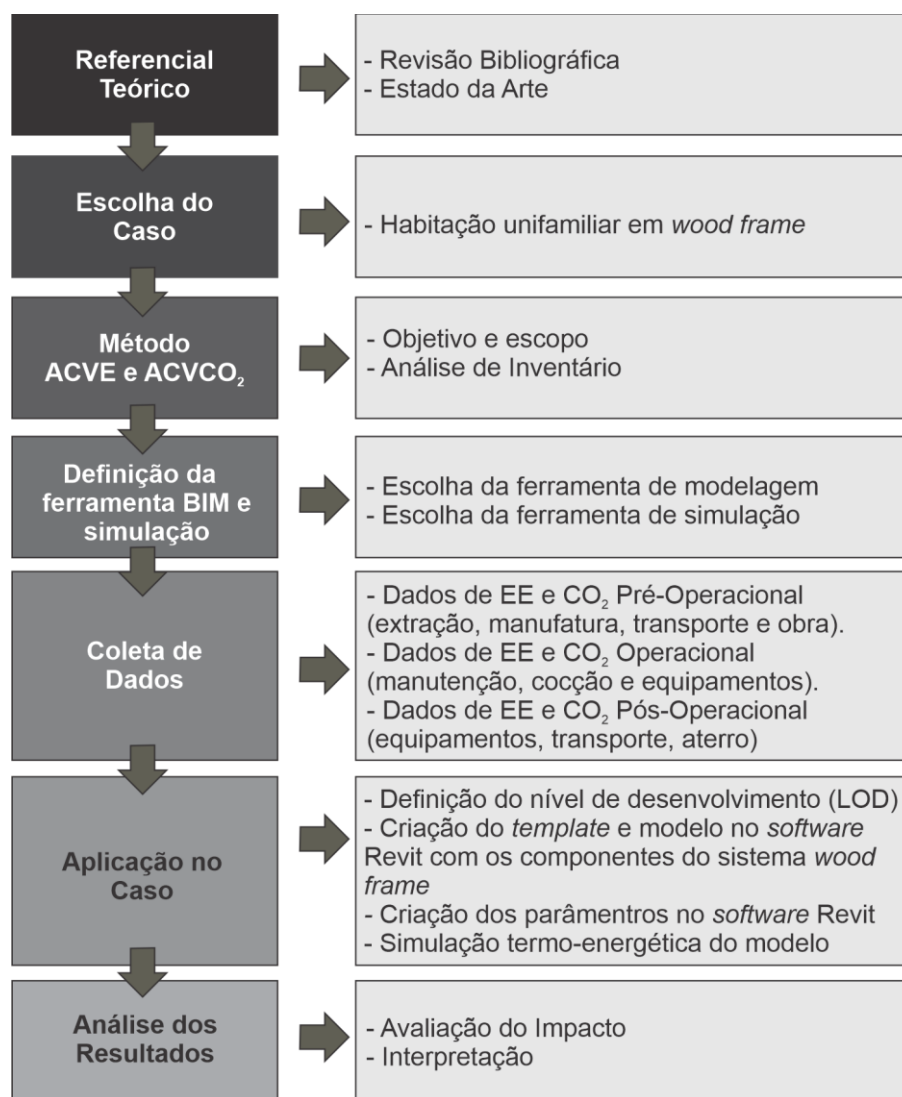 Referencial
Teórico
- Revisão Bibliográfica
- Estado da Arte
Escolha do
Caso
- Habitação unifamiliar em wood frame
Método
ACVE e ACVCO₂
- Objetivo e escopo
- Análise de Inventário
Definição da
ferramenta BIM e
simulação
- Escolha da ferramenta de modelagem
- Escolha da ferramenta de simulação
Coleta de
Dados
- Dados de EE e CO₂ Pré-Operacional
(extração, manufatura, transporte e obra).
- Dados de EE e CO₂ Operacional
(manutenção, cocção e equipamentos).
- Dados de EE e CO₂ Pós-Operacional
(equipamentos, transporte, aterro)
Aplicação no
Caso
- Definição do nível de desenvolvimento (LOD)
- Criação do template e modelo no software
Revit com os componentes do sistema wood
frame
- Criação dos parâmentros no software Revit
- Simulação termo-energética do modelo
Análise dos
Resultados
- Avaliação do Impacto
- Interpretação